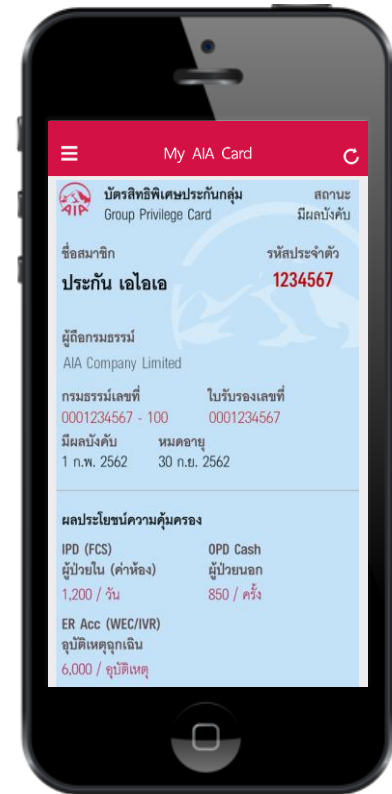 My AIA Card
AIA
บัตรสิทธิพิเศษประกันกลุ่ม สถานะ
Group Privilege Card มีผลบังคับ
ชื่อสมาชิก รหัสประจำตัว
ประกัน เอไอเอ 1234567
ผู้ถือกรมธรรม์
AIA Company Limited
กรมธรรม์เลขที่ ใบรับรองเลขที่
0001234567 - 100 0001234567
มีผลบังคับ หมดอายุ
1 ก.พ. 2562 30 ก.ย. 2562
ผลประโยชน์ความคุ้มครอง
IPD (FCS) OPD Cash
ผู้ป่วยใน (ค่าห้อง) ผู้ป่วยนอก
1,200 / วัน 850 / ครั้ง
ER Acc (WEC/IVR)
อุบัติเหตุฉุกเฉิน
6,000 / อุบัติเหตุ